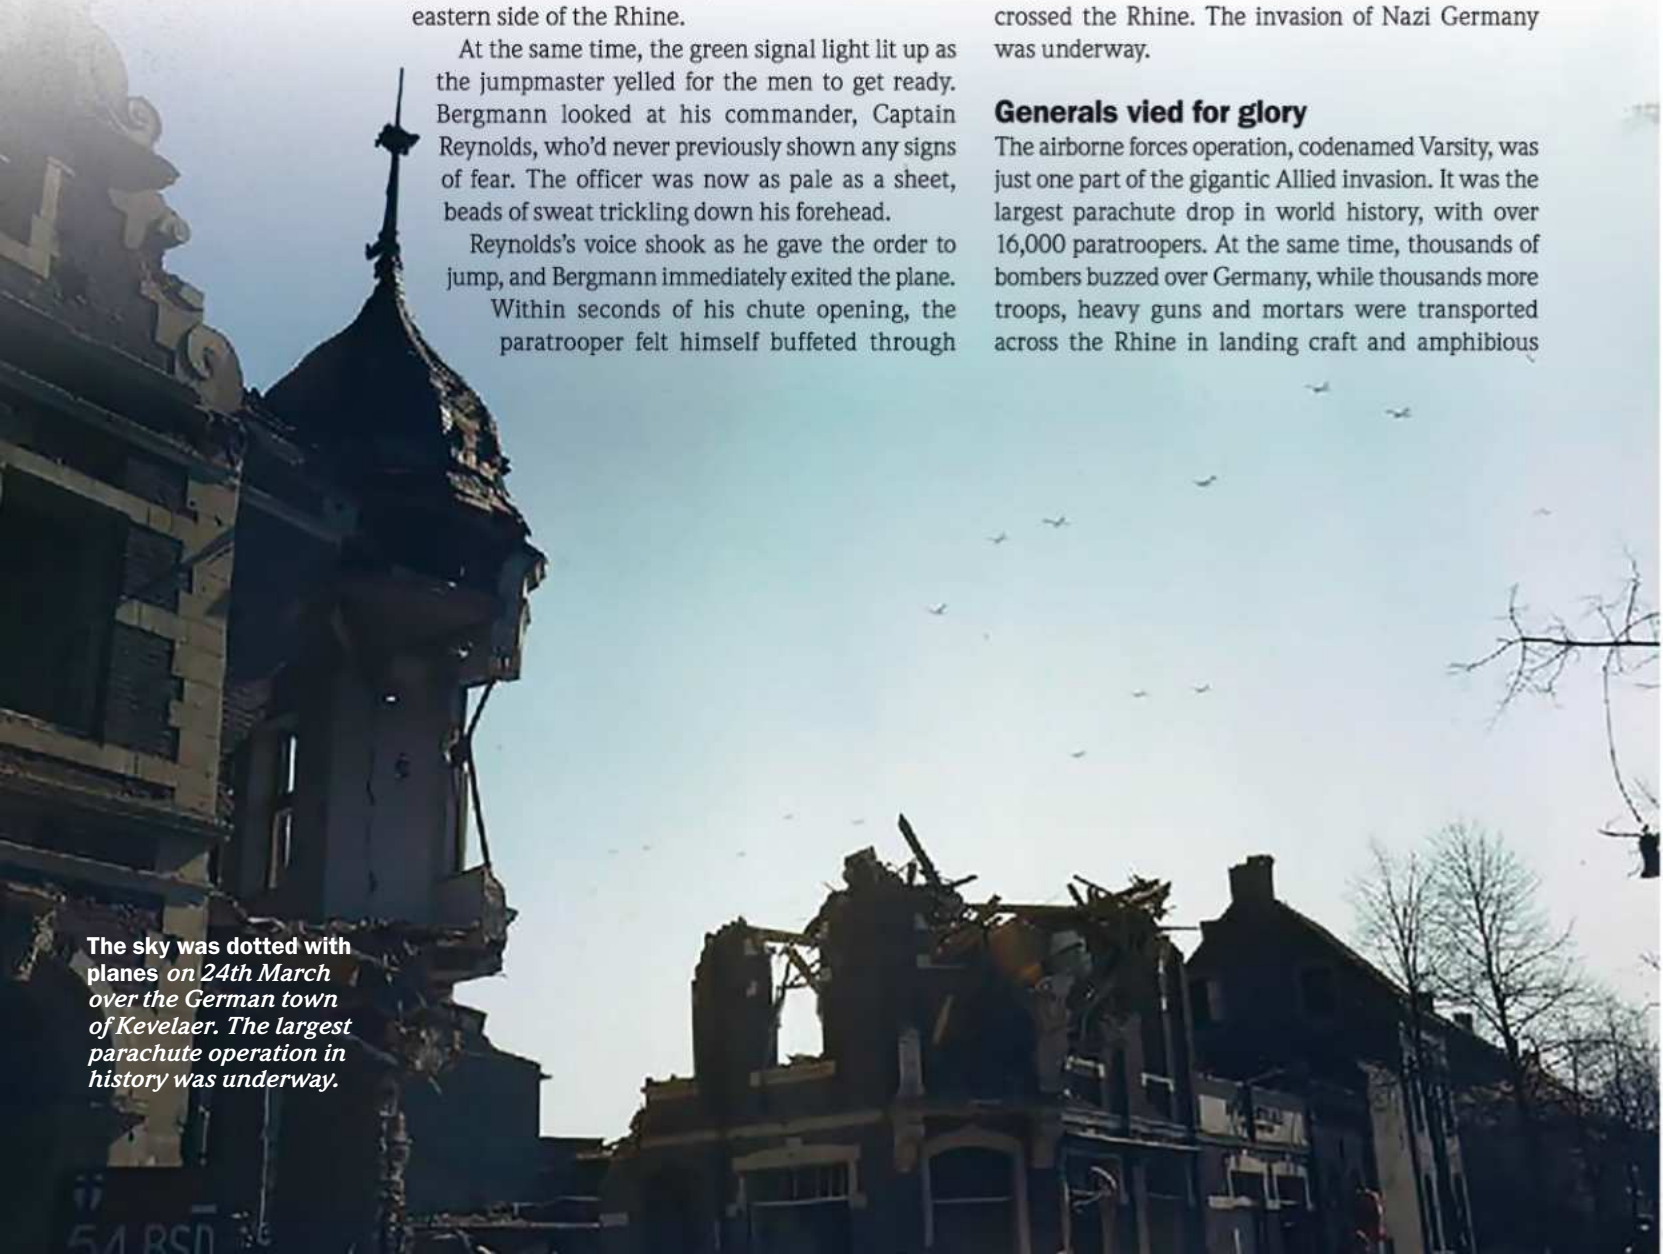 eastern side of the Rhine.
At the same time, the green signal light lit up as
the jumpmaster yelled for the men to get ready.
Bergmann looked at his commander, Captain
Reynolds, who'd never previously shown any signs
of fear. The officer was now as pale as a sheet,
beads of sweat trickling down his forehead.
Reynolds's voice shook as he gave the order to
jump, and Bergmann immediately exited the plane.
Within seconds of his chute opening, the
paratrooper felt himself buffeted through
crossed the Rhine. The invasion of Nazi Germany
was underway.
Generals vied for glory
The airborne forces operation, codenamed Varsity, was
just one part of the gigantic Allied invasion. It was the
largest parachute drop in world history, with over
16,000 paratroopers. At the same time, thousands of
bombers buzzed over Germany, while thousands more
troops, heavy guns and mortars were transported
across the Rhine in landing craft and amphibious
The sky was dotted with
planes on 24th March
over the German town
of Kevelaer. The largest
parachute operation in
history was underway.
54 BSD